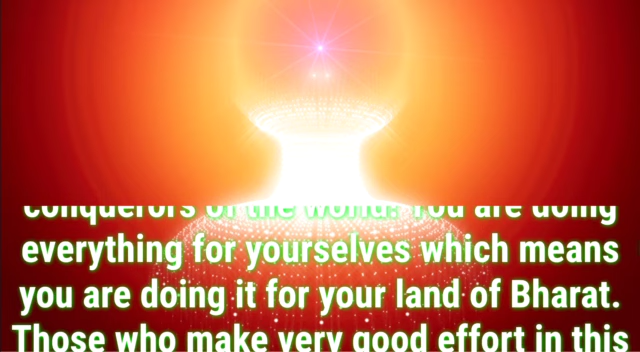 conquerors of the world! You are doing
everything for yourselves which means
you are doing it for your land of Bharat.
Those who make very good effort in this